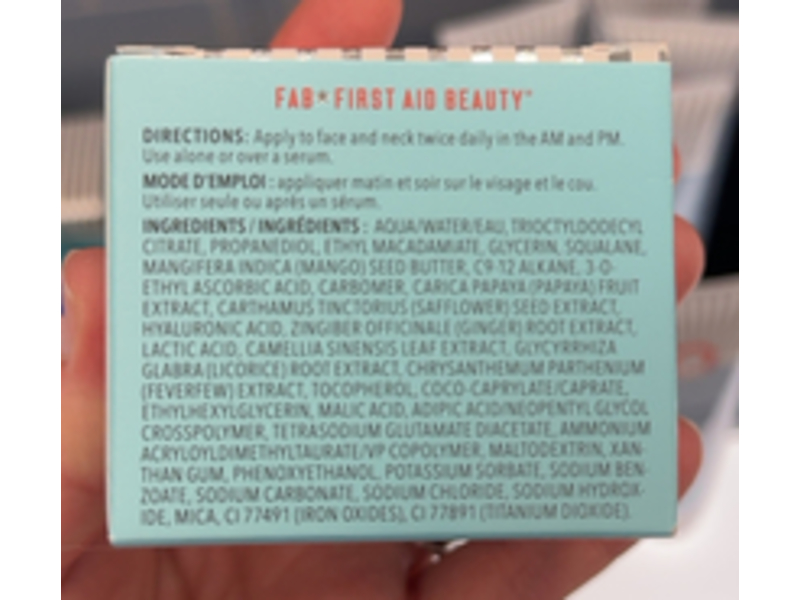 FAB★FIRST AID BEAUTY®
DIRECTIONS: Apply to face and neck twice daily in the AM and PM.
Use alone or over a serum.
MODE D'EMPLOI : appliquer matin et soir sur le visage et le cou.
Utiliser seule ou après un sérum.
INGREDIENTS / INGRÉDIENTS : AQUA/WATER/EAU, TRIOCTYLDODECYL
CITRATE, PROPANEDIOL, ETHYL MACADAMIATE, GLYCERIN, SQUALANE,
MANGIFERA INDICA (MANGO) SEED BUTTER, C9-12 ALKANE, 3-O-
ETHYL ASCORBIC ACID, CARBOMER, CARICA PAPAYA (PAPAYA) FRUIT
EXTRACT, CARTHAMUS TINCTORIUS (SAFFLOWER) SEED EXTRACT,
HYALURONIC ACID, ZINGIBER OFFICINALE (GINGER) ROOT EXTRACT,
LACTIC ACID, CAMELLIA SINENSIS LEAF EXTRACT, GLYCYRRHIZA
GLABRA (LICORICE) ROOT EXTRACT, CHRYSANTHEMUM PARTHENIUM
(FEVERFEW) EXTRACT, TOCOPHEROL, COCO-CAPRYLATE/CAPRATE,
ETHYLHEXYLGLYCERIN, MALIC ACID, ADIPIC ACID/NEOPENTYL GLYCOL
CROSSPOLYMER, TETRASODIUM GLUTAMATE DIACETATE, AMMONIUM
ACRYLOYLDIMETHYLTAURATE/VP COPOLYMER, MALTODEXTRIN, XAN-
THAN GUM, PHENOXYETHANOL, POTASSIUM SORBATE, SODIUM BEN-
ZOATE, SODIUM CARBONATE, SODIUM CHLORIDE, SODIUM HYDROX-
IDE, MICA, CI 77491 (IRON OXIDES), CI 77891 (TITANIUM DIOXIDE).